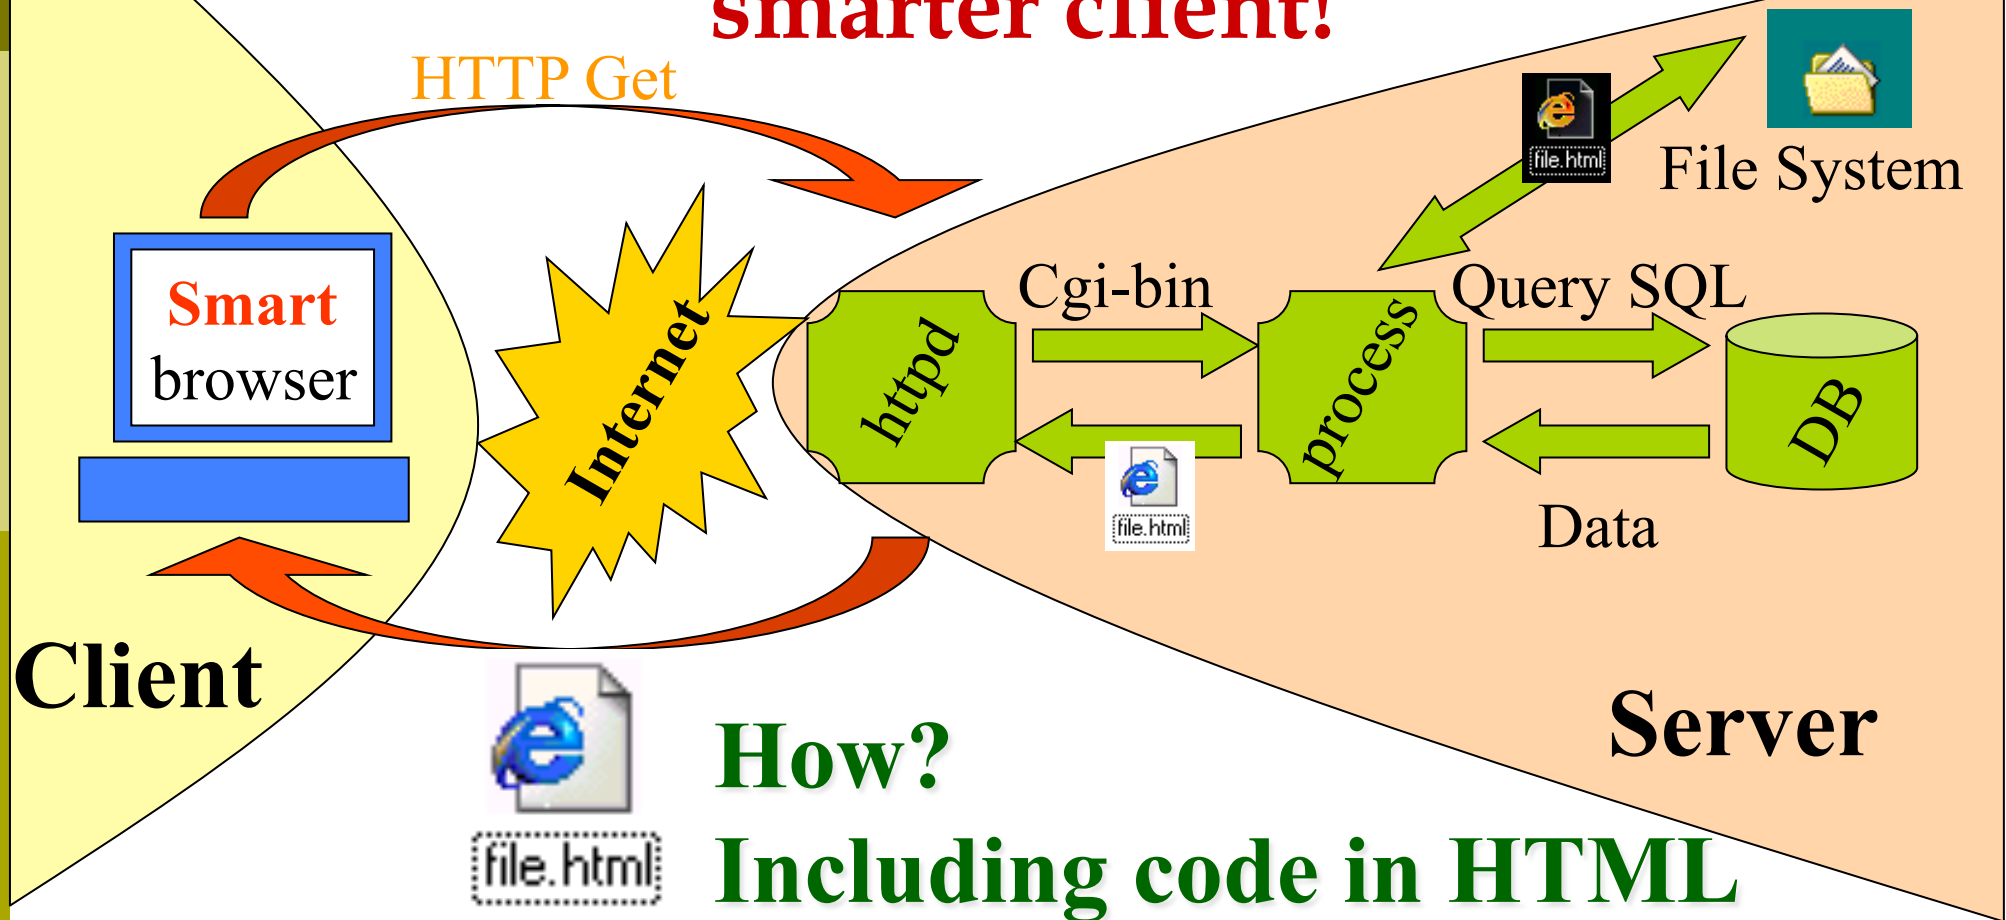 smarter client!
HTTP Get
file.html
File System
Smart
browser
Internet
httpd
Cgi-bin
process
Query SQL
DB
file.html
Data
Client
Server
file.html
How?
Including code in HTML